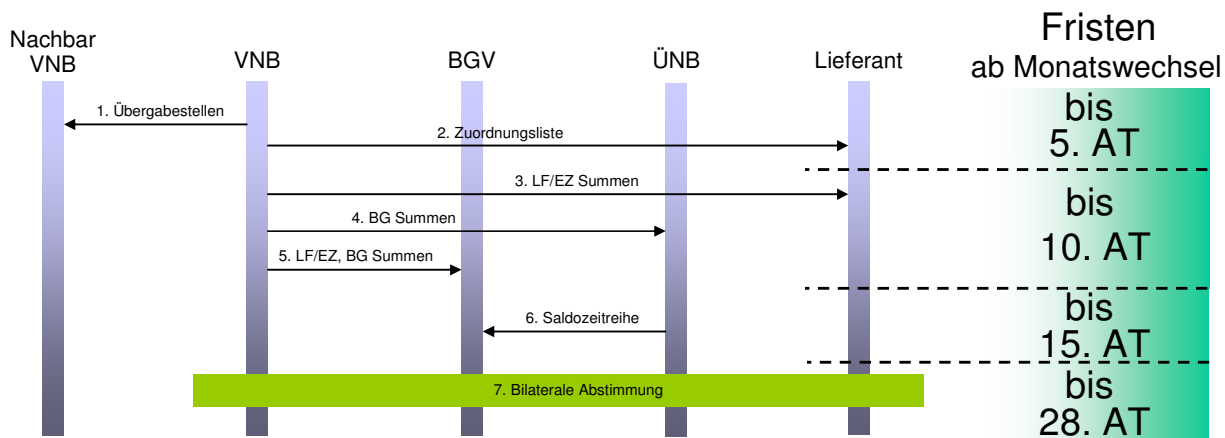 Nachbar
VNB
VNB
BGV
ÜNB
Lieferant
Fristen
ab Monatswechsel
1. Übergabestellen
2. Zuordnungsliste
bis
5. AT
3. LF/EZ Summen
4. BG Summen
5. LF/EZ, BG Summen
bis
10. AT
6. Saldozeitreihe
bis
15. AT
7. Bilaterale Abstimmung
bis
28. AT